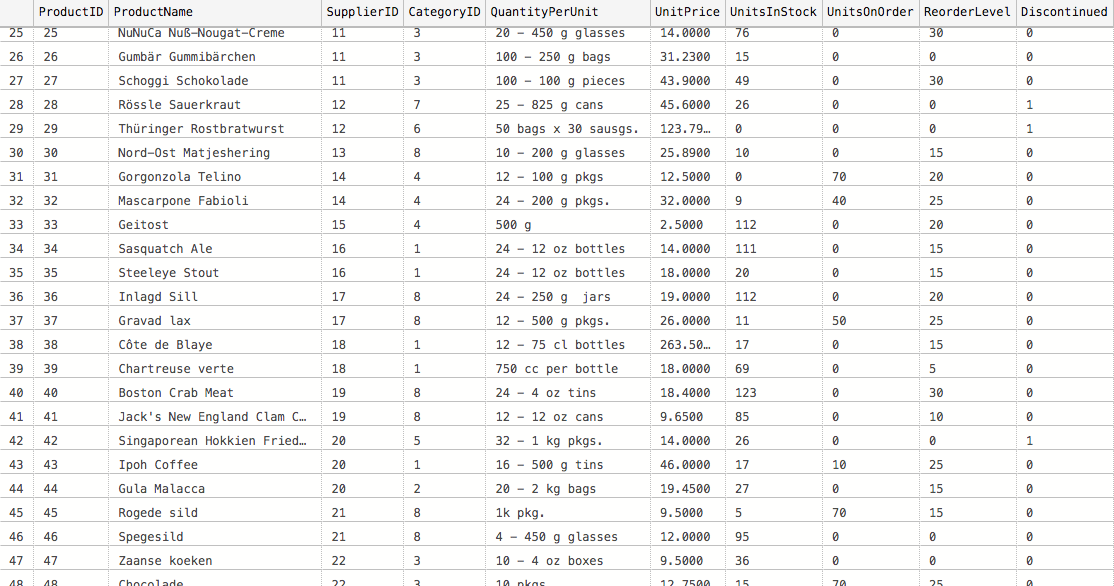 ProductID ProductName SupplierID CategoryID QuantityPerUnit UnitPrice UnitsInStock UnitsOnOrder ReorderLevel Discontinued
25 25 NuNuCa Nuß-Nougat-Creme 11 3 20 - 450 g glasses 14.0000 76 0 30 0
26 26 Gumbär Gummibärchen 11 3 100 - 250 g bags 31.2300 15 0 0 0
27 27 Schoggi Schokolade 11 3 100 - 100 g pieces 43.9000 49 0 30 0
28 28 Rössle Sauerkraut 12 7 25 - 825 g cans 45.6000 26 0 0 1
29 29 Thüringer Rostbratwurst 12 6 50 bags x 30 sausgs. 123.79… 0 0 0 1
30 30 Nord-Ost Matjeshering 13 8 10 - 200 g glasses 25.8900 10 0 15 0
31 31 Gorgonzola Telino 14 4 12 - 100 g pkgs 12.5000 0 70 20 0
32 32 Mascarpone Fabioli 14 4 24 - 200 g pkgs. 32.0000 9 40 25 0
33 33 Geitost 15 4 500 g 2.5000 112 0 20 0
34 34 Sasquatch Ale 16 1 24 - 12 oz bottles 14.0000 111 0 15 0
35 35 Steeleye Stout 16 1 24 - 12 oz bottles 18.0000 20 0 15 0
36 36 Inlagd Sill 17 8 24 - 250 g  jars 19.0000 112 0 20 0
37 37 Gravad lax 17 8 12 - 500 g pkgs. 26.0000 11 50 25 0
38 38 Côte de Blaye 18 1 12 - 75 cl bottles 263.50… 17 0 15 0
39 39 Chartreuse verte 18 1 750 cc per bottle 18.0000 69 0 5 0
40 40 Boston Crab Meat 19 8 24 - 4 oz tins 18.4000 123 0 30 0
41 41 Jack's New England Clam C… 19 8 12 - 12 oz cans 9.6500 85 0 10 0
42 42 Singaporean Hokkien Fried… 20 5 32 - 1 kg pkgs. 14.0000 26 0 0 1
43 43 Ipoh Coffee 20 1 16 - 500 g tins 46.0000 17 10 25 0
44 44 Gula Malacca 20 2 20 - 2 kg bags 19.4500 27 0 15 0
45 45 Rogede sild 21 8 1k pkg. 9.5000 5 70 15 0
46 46 Spegesild 21 8 4 - 450 g glasses 12.0000 95 0 0 0
47 47 Zaanse koeken 22 3 10 - 4 oz boxes 9.5000 36 0 0 0
48 48 Chocolade 22 3 10 pkgs 12.7500 15 70 25 0